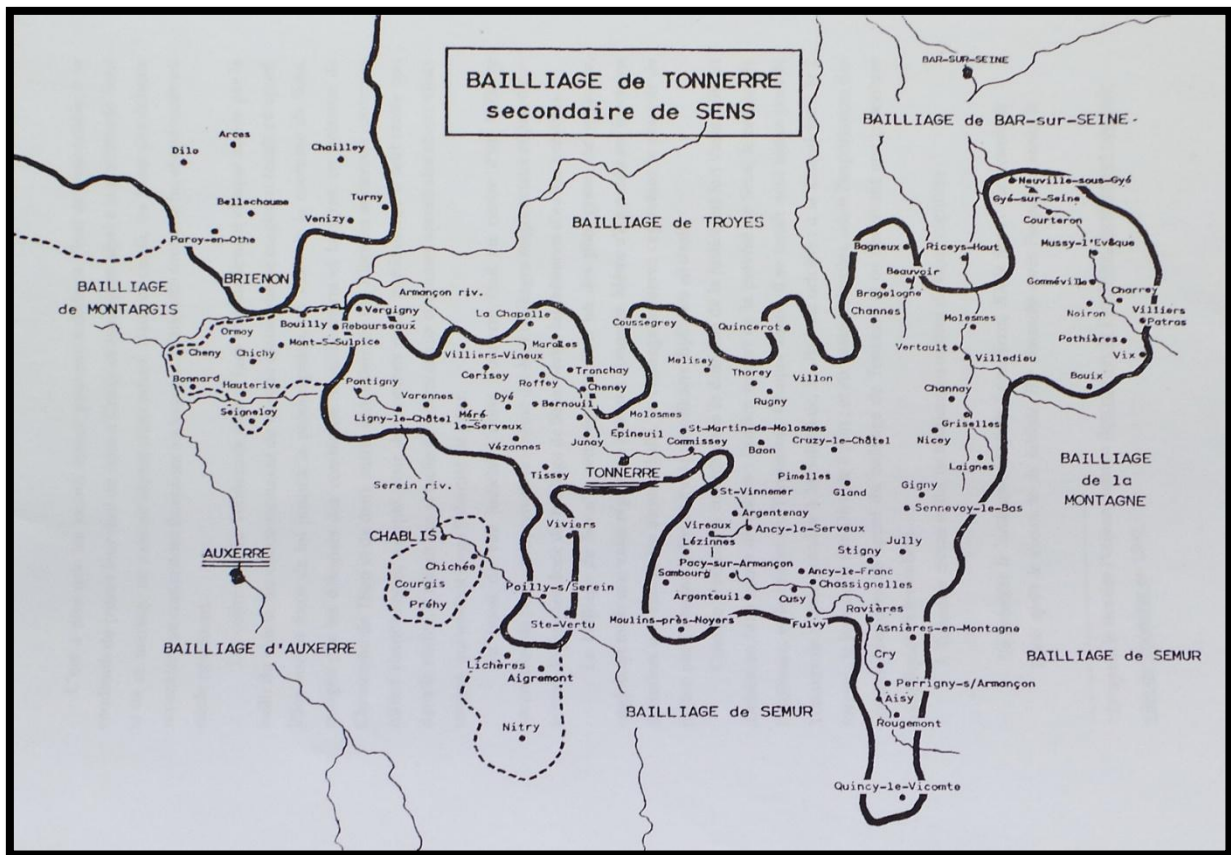 BAILLIAGE de TONNERRE
secondaire de SENS
BAR-SUR-SEINE
BAILLIAGE de BAR-sur-SEINE
Arces
Dilo
Chailley
Bellechaume
Turny
Venizy
Paroy-en-Othe
BRIENON
BAILLIAGE
de MONTARGIS
BAILLIAGE de TROYES
Neuville-sous-Gyé
Gyé-sur-Seine
Courteron
Mussy-l'Evêque
Gomméville
Charrey
Noiron
Villiers
Patras
Pothières
Vix
Bouix
Bagneux
Riceys-Haut
Beauvoir
Bragelogne
Channes
Molesmes
Vertault
Villedieu
Channay
Griselles
Nicey
Laignes
Armançon riv.
Vergigny
Bouilly
Rebourseaux
Ormoy
Mont-S-Sulpice
Cheny
Chichy
Bonnard
Hauterive
Seignelay
La Chapelle
Marolles
Villiers-Vineux
Cerisey
Roffey
Tronchay
Cheney
Coussegrey
Quincerot
Melisey
Thorey
Rugny
Villon
Pontigny
Varennes
Ligny-le-Châtel
Méré
le-Serveux
Dyé
Bernouil
Vézannes
Junay
Epineuil
Molosmes
St-Martin-de-Molosmes
Commissey
Baon
Cruzy-le-Châtel
Tissey
TONNERRE
Pimelles
Gland
Gigny
Sennevoy-le-Bas
BAILLIAGE
de la
MONTAGNE
Serein riv.
St-Vinnemer
Argentenay
Vireaux
Ancy-le-Serveux
Lézinnes
Pacy-sur-Armançon
Sambourg
Argenteuil
Ancy-le-Franc
Chassignelles
Cusy
Stigny
Jully
Moulins-près-Noyers
Fulvy
Ravières
Asnières-en-Montagne
Cry
Perrigny-s/Armançon
Aisy
Rougemont
Quincy-le-Vicomte
Viviers
CHABLIS
Chichée
Courgis
Préhy
Poilly-s/Serein
Ste-Vertu
Lichères
Aigremont
Nitry
AUXERRE
BAILLIAGE d'AUXERRE
BAILLIAGE de SEMUR
BAILLIAGE de SEMUR